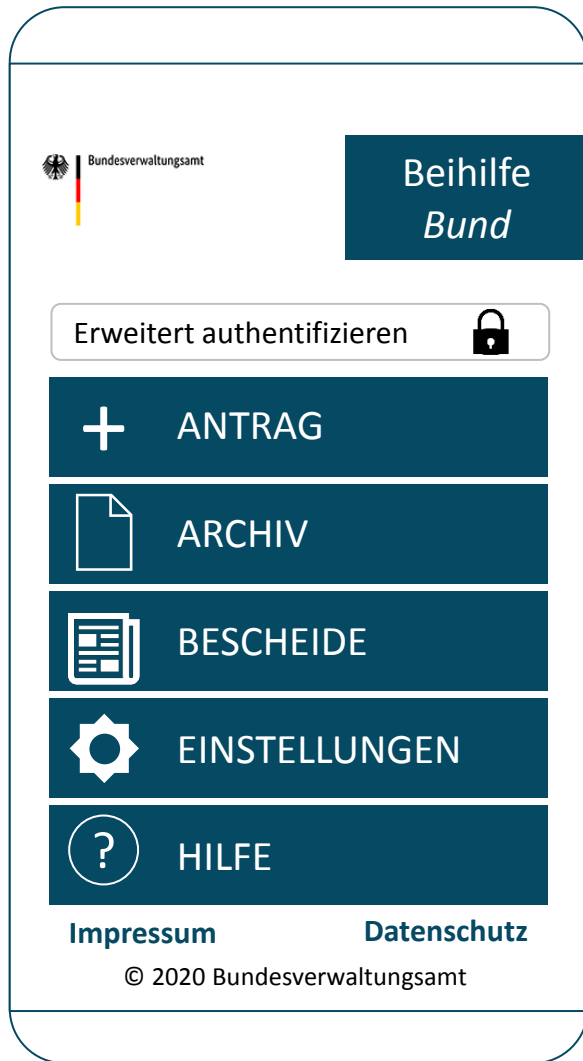 Bundesverwaltungsamt
Beihilfe
Bund
Erweitert authentifizieren
+ ANTRAG
ARCHIV
BESCHEIDE
EINSTELLUNGEN
? HILFE
Impressum Datenschutz
© 2020 Bundesverwaltungsamt